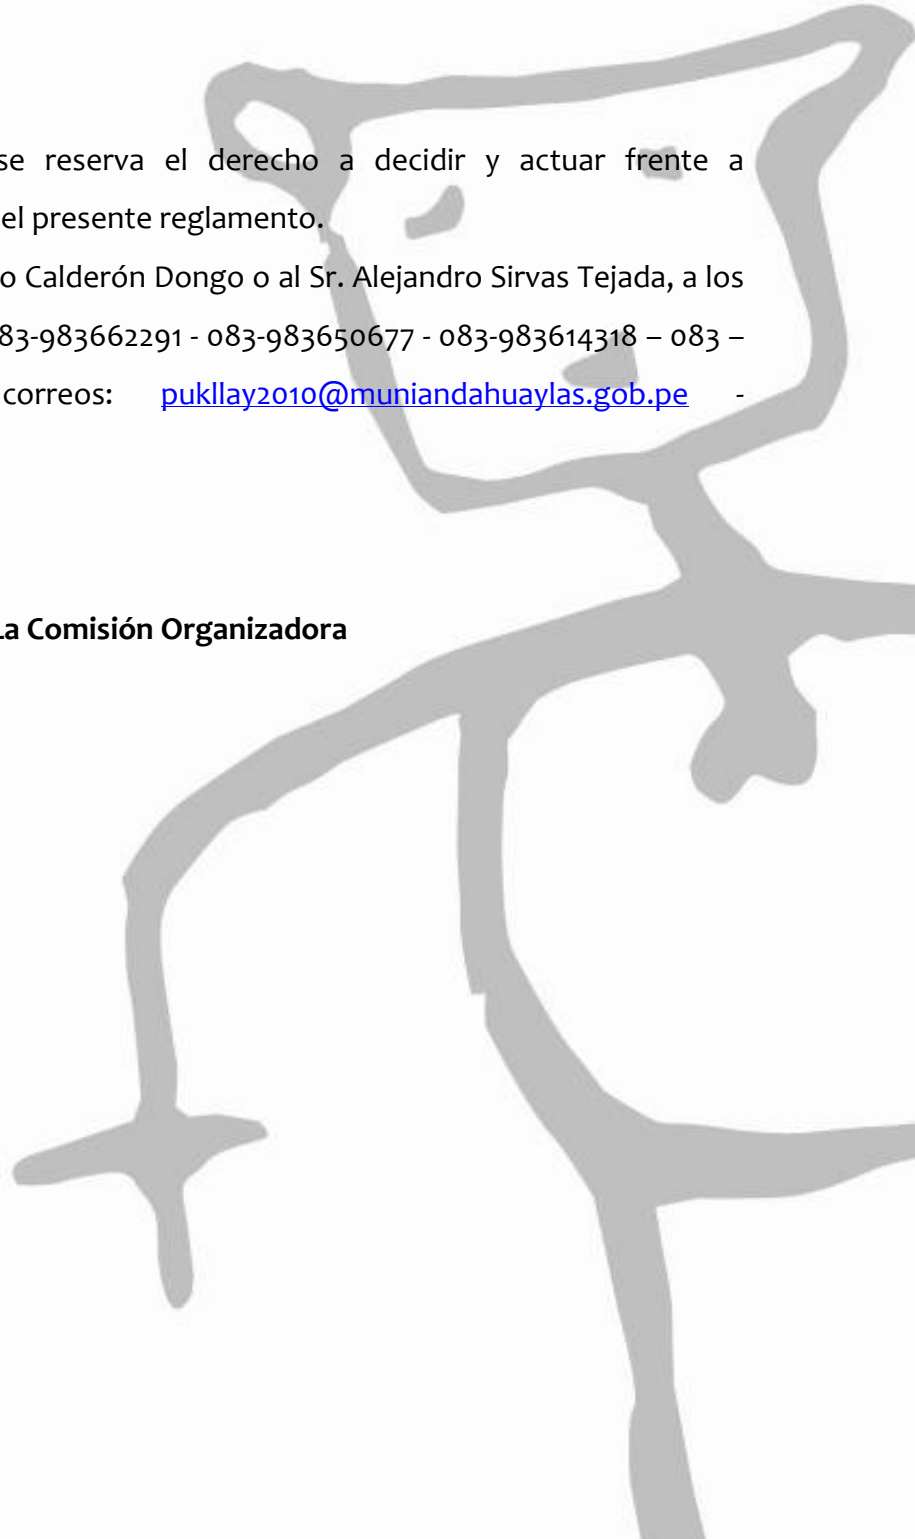 se reserva el derecho a decidir y actuar frente a
el presente reglamento.
o Calderón Dongo o al Sr. Alejandro Sirvas Tejada, a los
83-983662291 - 083-983650677 - 083-983614318 – 083 –
correos: pukllay2010@muniandahuaylas.gob.pe -
La Comisión Organizadora